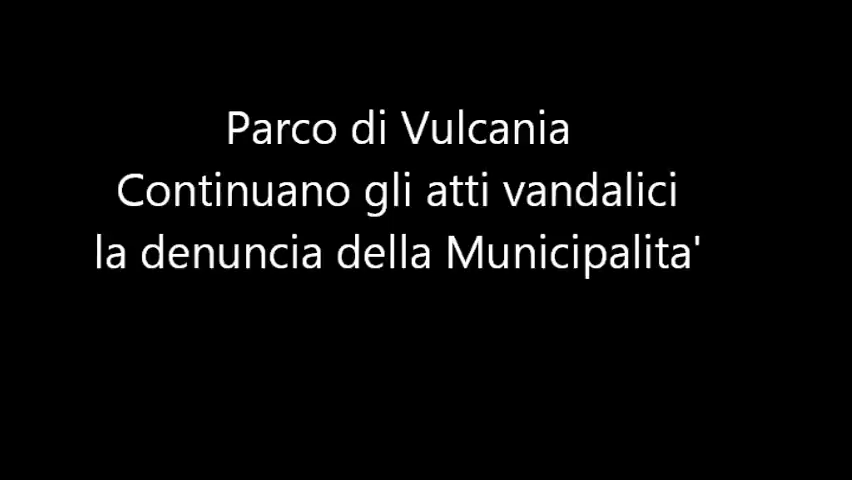 Parco di Vulcania
Continuano gli atti vandalici
la denuncia della Municipalita'